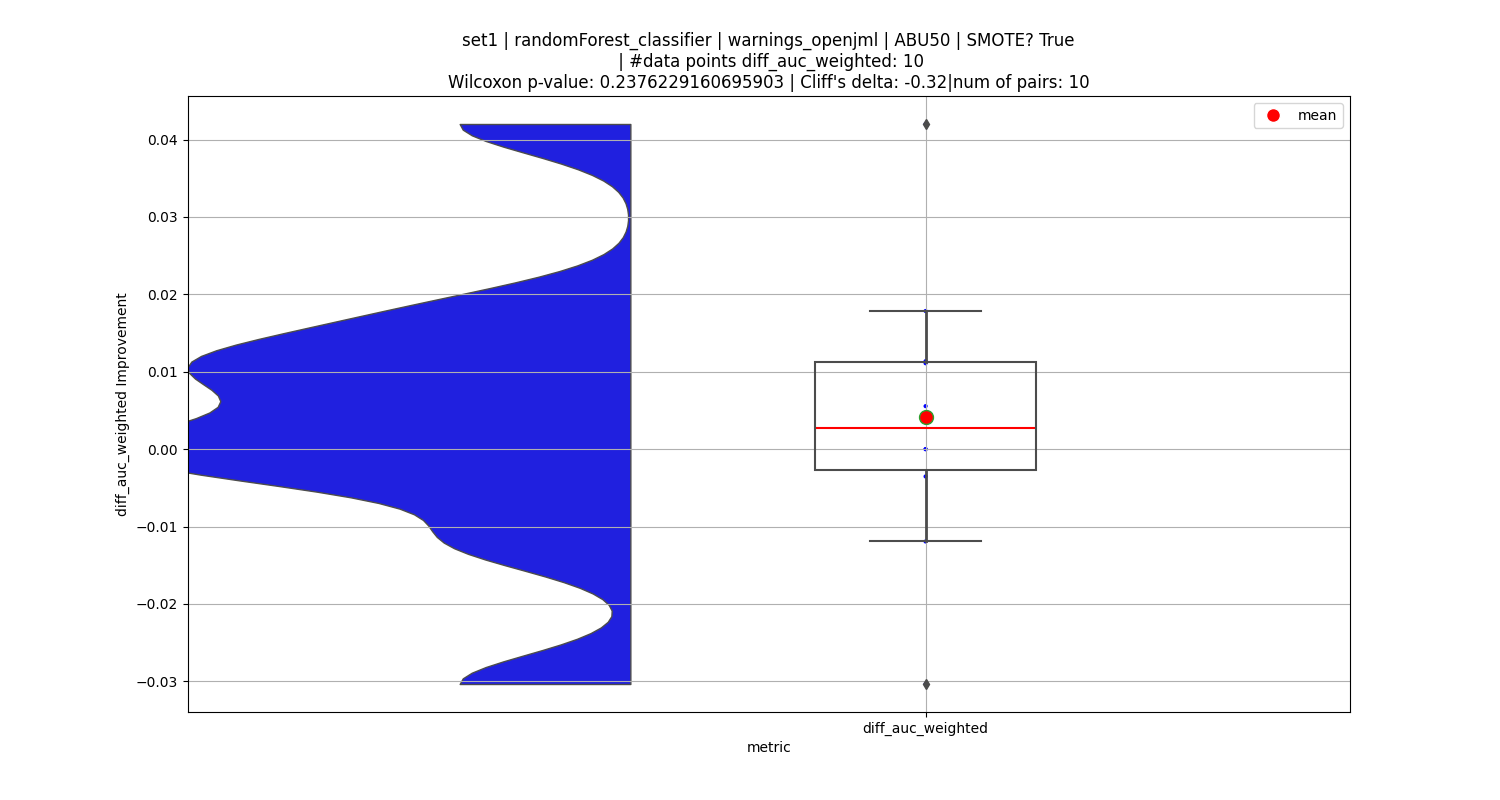 set1 | randomForest_classifier | warnings_openjml | ABU50 | SMOTE? True
| #data points diff_auc_weighted: 10
Wilcoxon p-value: 0.2376229160695903 | Cliff's delta: -0.32|num of pairs: 10
mean
0.04
0.03
0.02
0.01
0.00
−0.01
−0.02
−0.03
diff_auc_weighted Improvement
diff_auc_weighted
metric